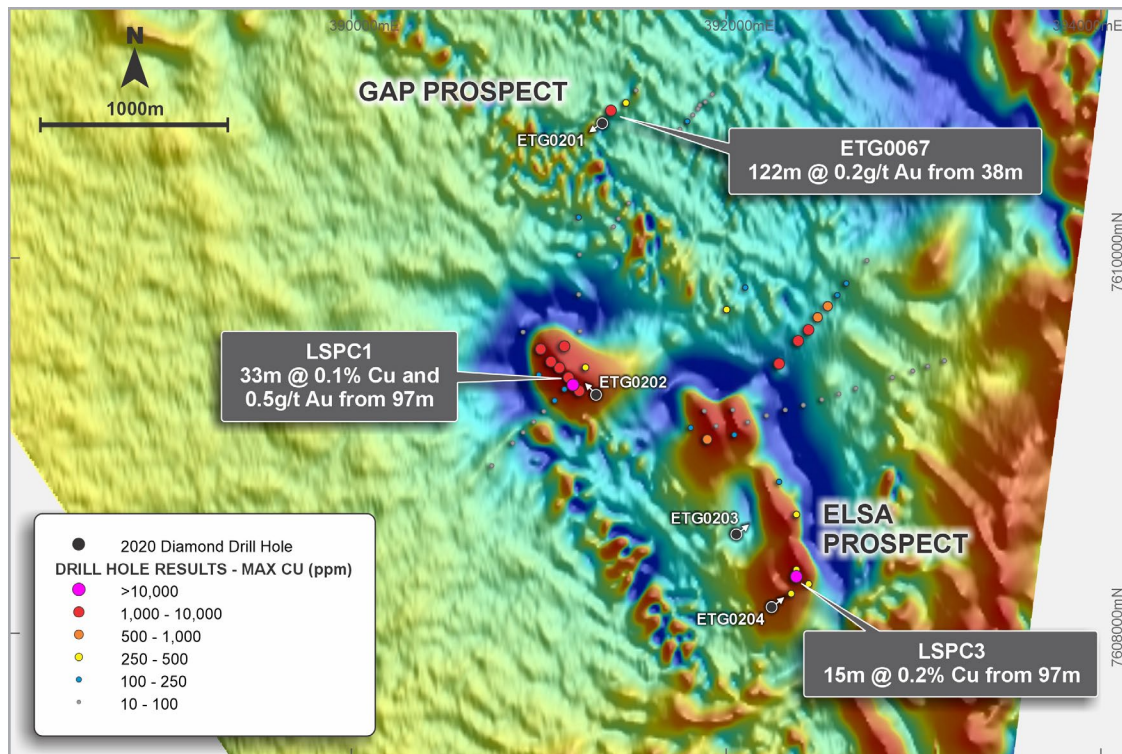 390000mE
392000mE
394000mE
N
1000m
GAP PROSPECT
ETG0201
ETG0067
122m @ 0.2g/t Au from 38m
7610000mN
LSPC1
33m @ 0.1% Cu and
0.5g/t Au from 97m
ETG0202
ETG0203
ELSA
PROSPECT
ETG0204
7608000mN
LSPC3
15m @ 0.2% Cu from 97m
2020 Diamond Drill Hole
DRILL HOLE RESULTS - MAX CU (ppm)
>10,000
1,000 - 10,000
500 - 1,000
250 - 500
100 - 250
10 - 100